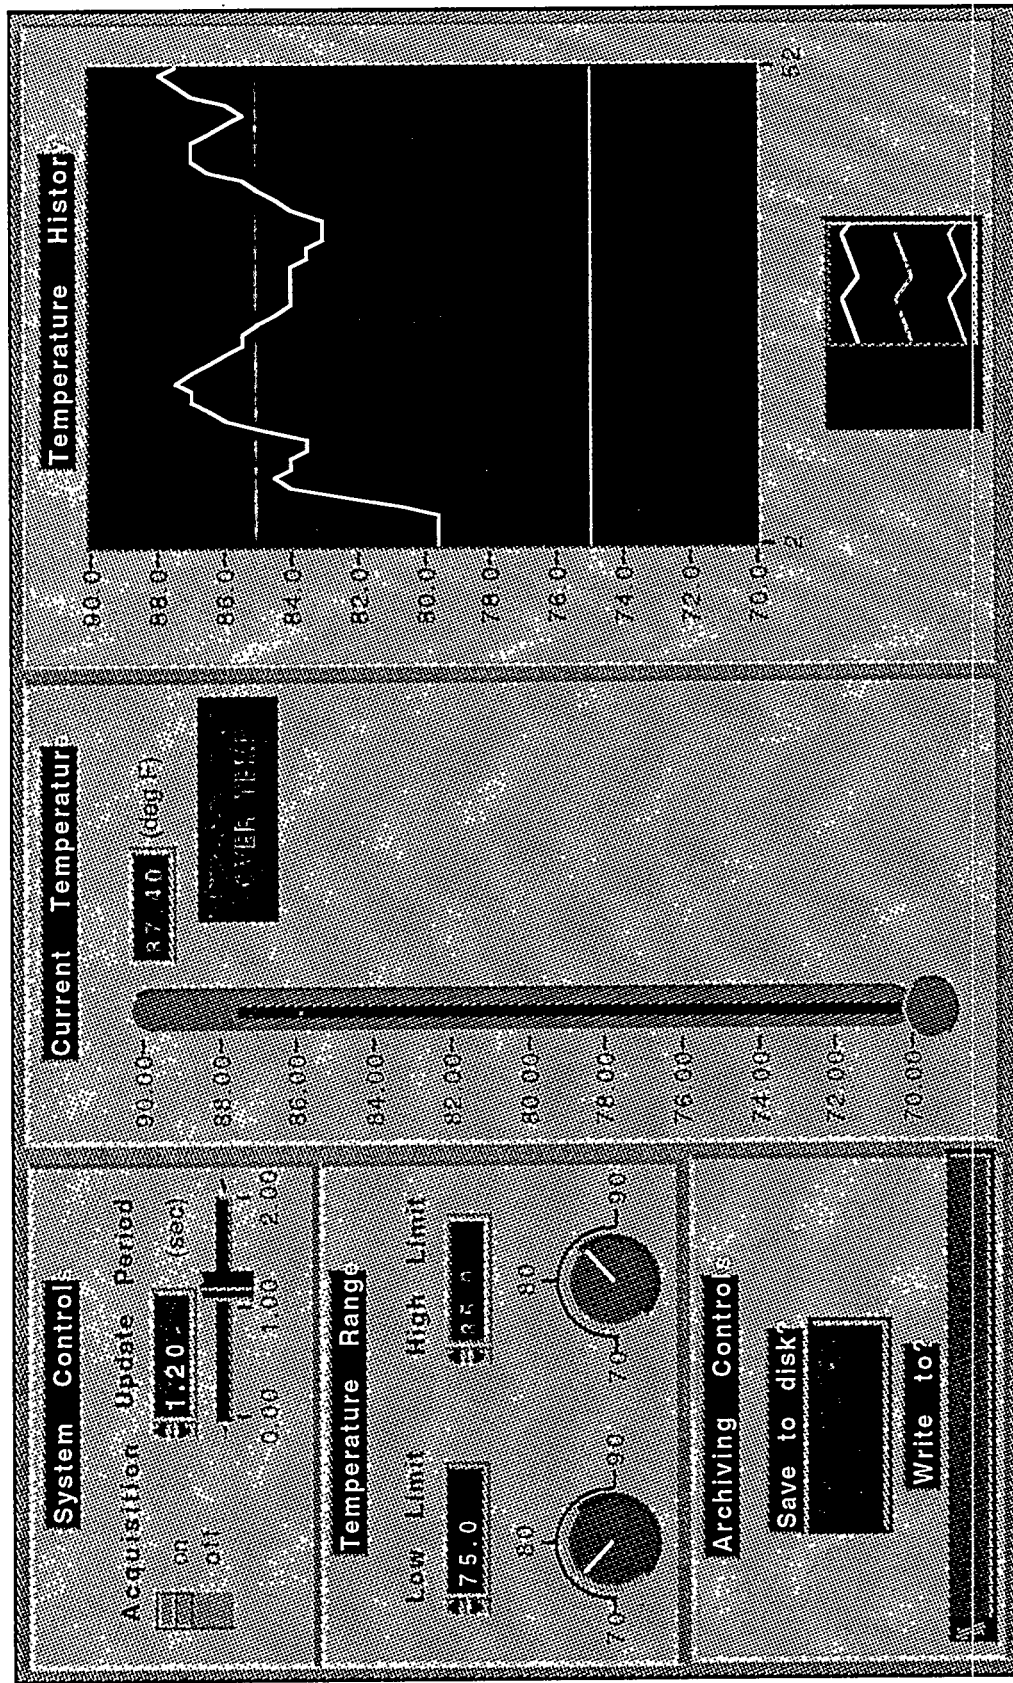 System Controls
Acquisition Update Period
on
off
1.20 (sec)
0.00 1.00 2.00
Temperature Range
Low Limit High Limit
75.0
80 80
70 90 70 90
Archiving Controls
Save to disk?
Write to?
%
Current Temperature
87.40 (deg F)
OVER TEMP
90.00
88.00
86.00
84.00
82.00
80.00
78.00
76.00
74.00
72.00
70.00
Temperature History
90.0
88.0
86.0
84.0
82.0
80.0
78.0
76.0
74.0
72.0
70.0
2 52